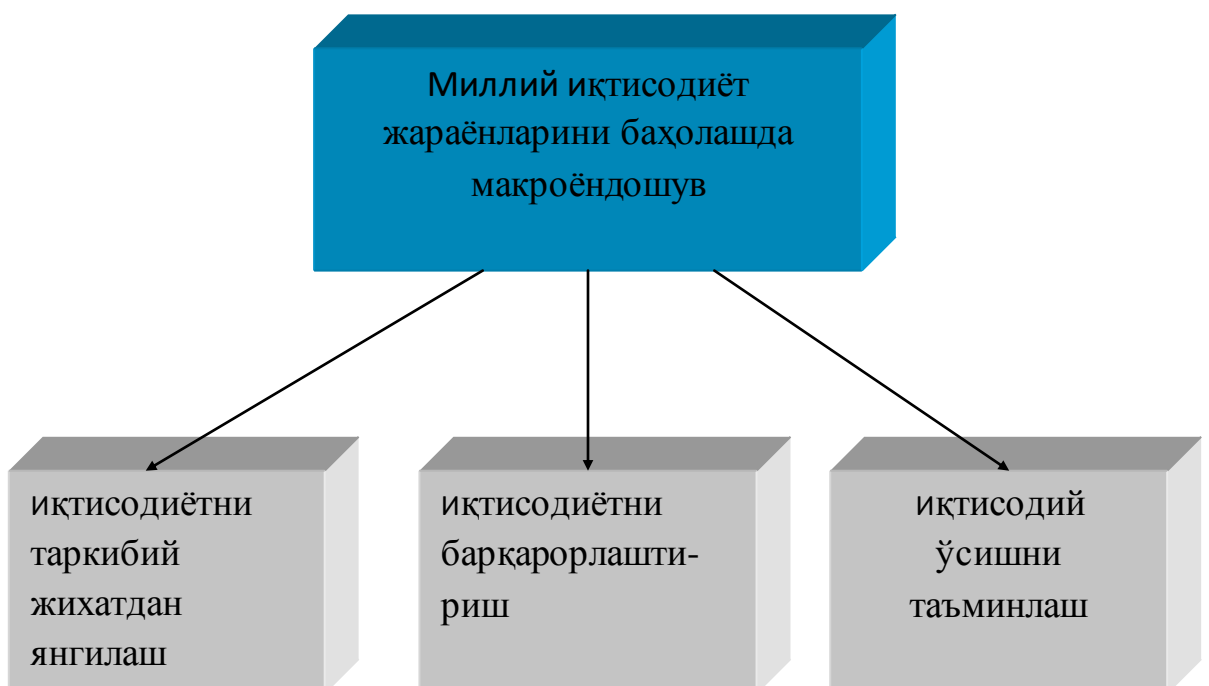 Миллий иқтисодиёт
жараёнларини баҳолашда
макроёндошув
иқтисодиётни
таркибий
жихатдан
янгилаш
иқтисодиётни
барқарорлашти-
риш
иқтисодий
ўсишни
таъминлаш